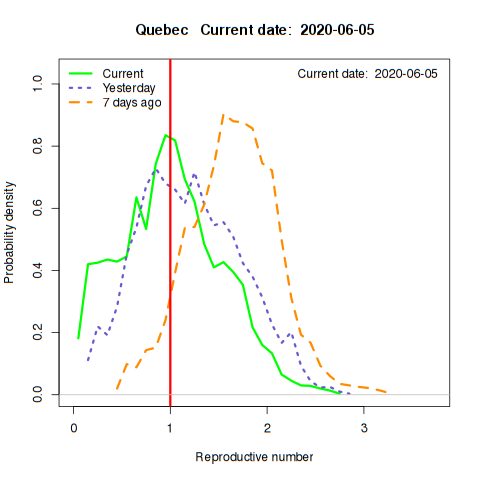 Quebec   Current date:  2020-06-05
Current date:  2020-06-05
Current
Yesterday
7 days ago
Probability density
1.0
0.8
0.6
0.4
0.2
0.0
0 1 2 3
Reproductive number